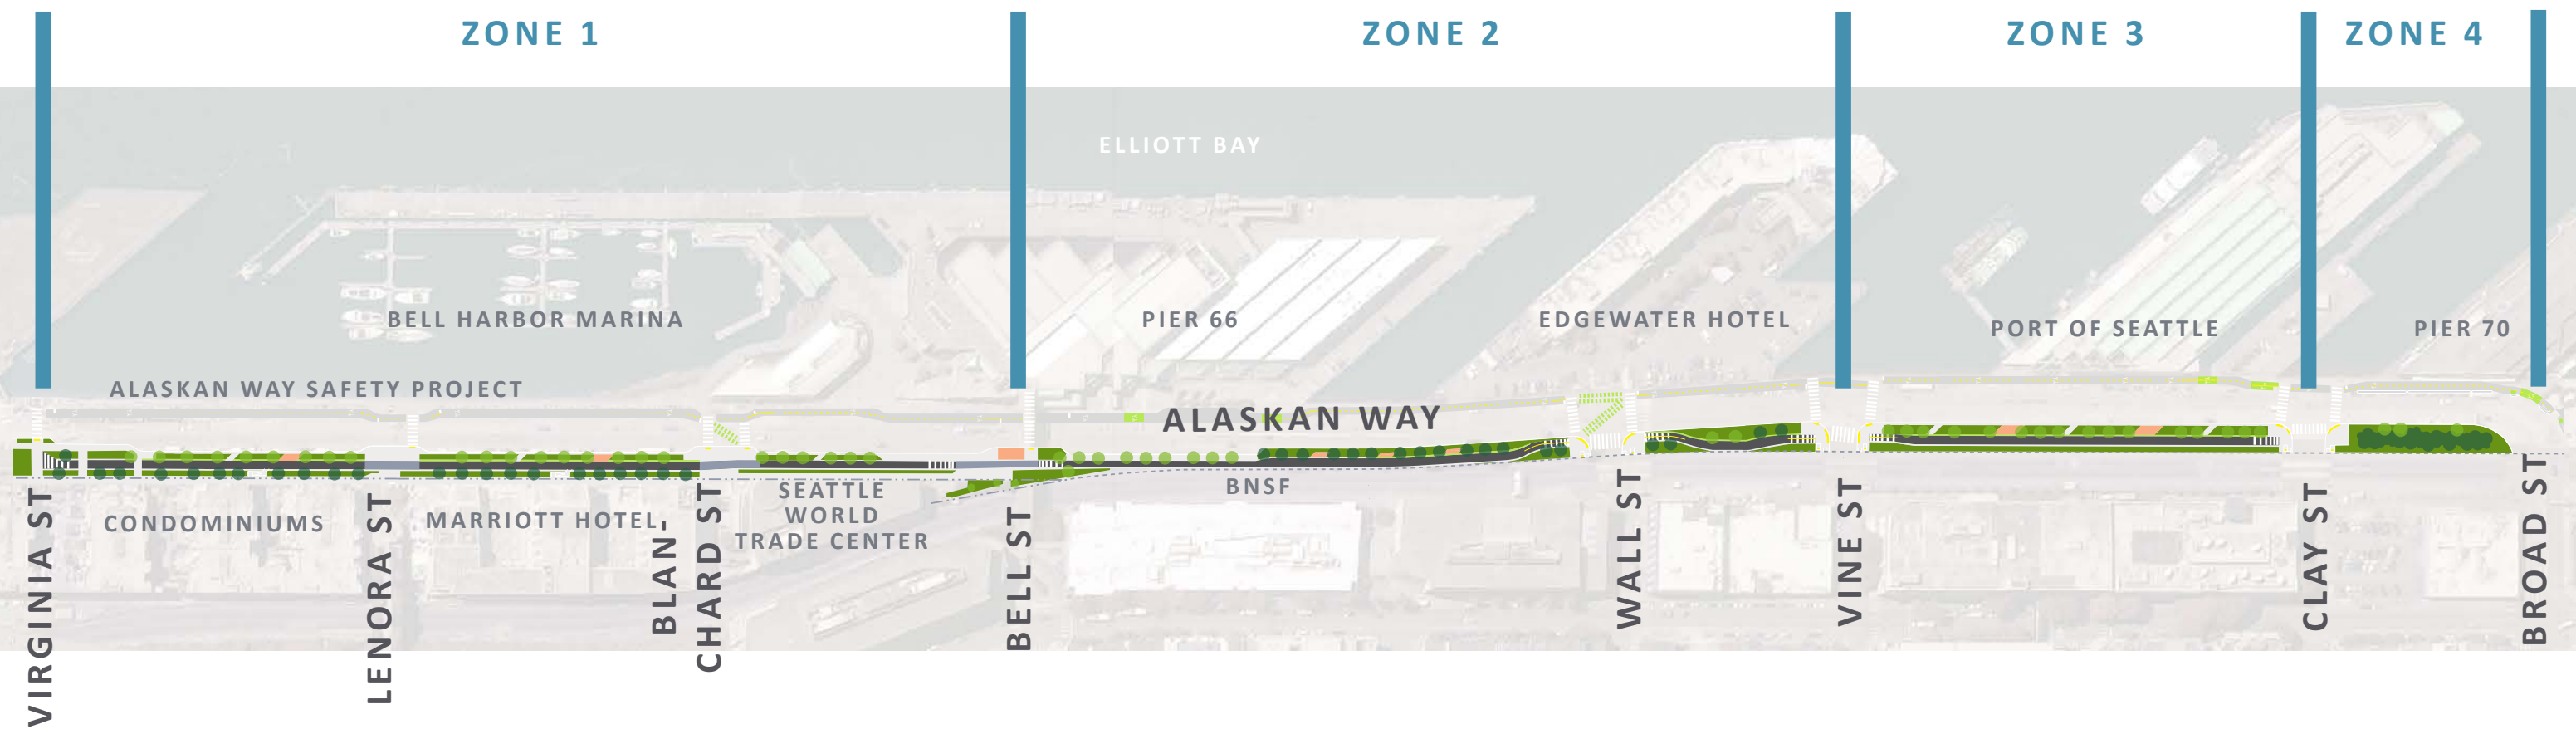 ZONE 1
ZONE 2
ZONE 3
ZONE 4
ELLIOTT BAY
BELL HARBOR MARINA
PIER 66
EDGEWATER HOTEL
PORT OF SEATTLE
PIER 70
ALASKAN WAY SAFETY PROJECT
ALASKAN WAY
VIRGINIA ST
CONDOMINIUMS
LENORA ST
MARRIOTT HOTEL
BLAN-
CHARD ST
SEATTLE
WORLD
TRADE CENTER
BELL ST
BNSF
WALL ST
VINE ST
CLAY ST
BROAD ST